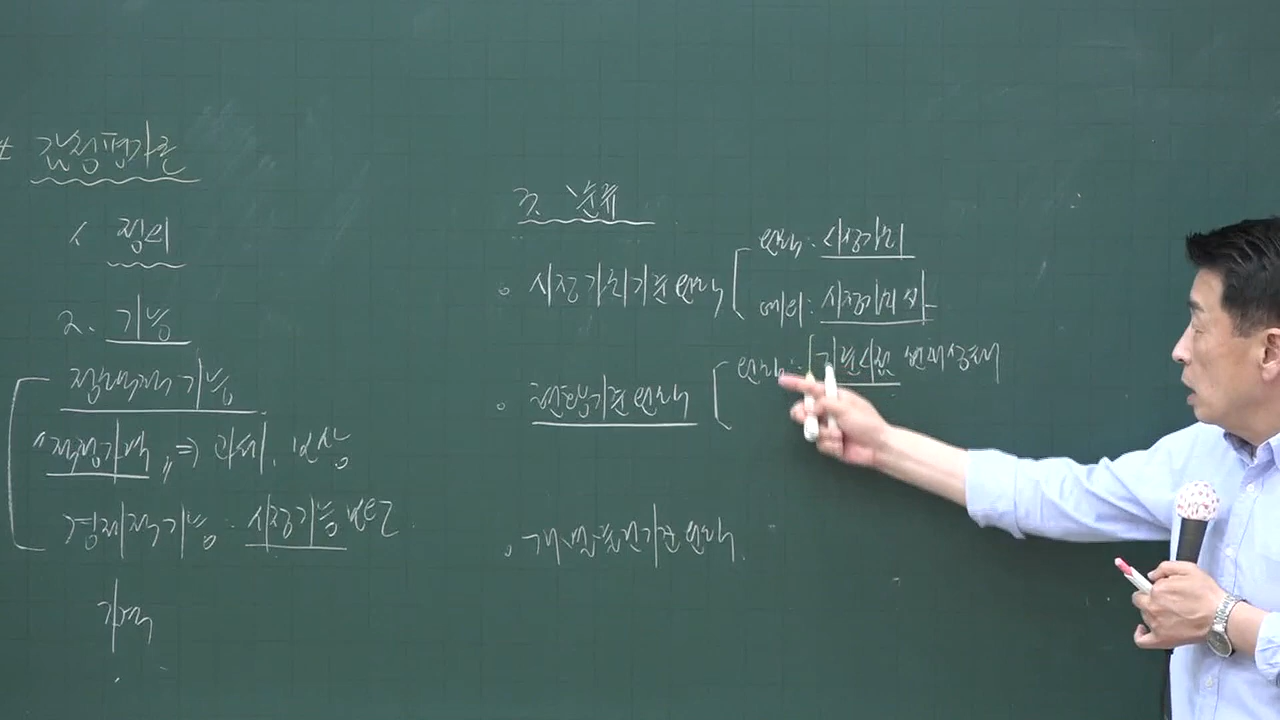 # 감정평가론
1. 정의
2. 기능
정책적 기능
"적정가격" ⇒ 과세, 보상
경제적 기능 : 시장기능 보완
가격
3. 분류
◦ 시장가치기준 원칙
원칙 : 시장가치
예외 : 시장가치 外
◦ 현황기준 원칙
원칙 : 기준시점 현재상태
◦ 개별물건기준 원칙.